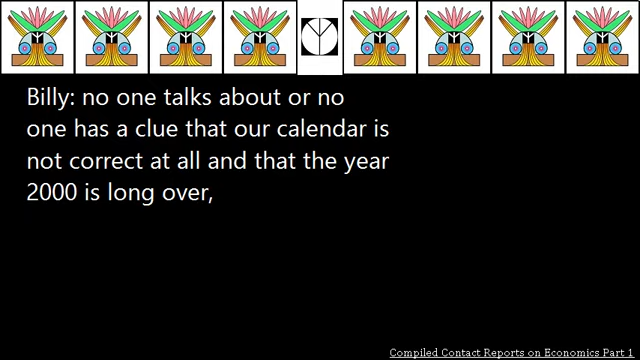 Billy: no one talks about or no
one has a clue that our calendar is
not correct at all and that the year
2000 is long over,
Compiled Contact Reports on Economics Part 1